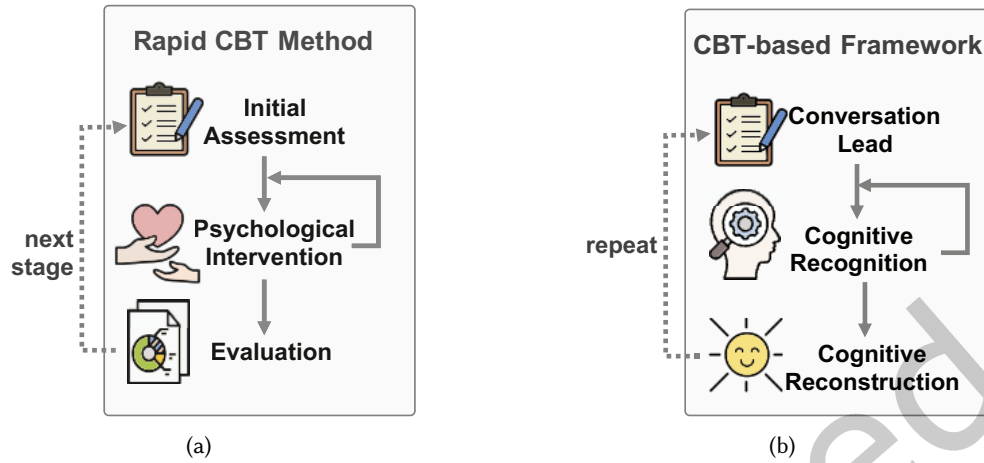 Rapid CBT Method
Initial
Assessment
Psychological
Intervention
next
stage
Evaluation
(a)
CBT-based Framework
Conversation
Lead
Cognitive
Recognition
repeat
Cognitive
Reconstruction
(b)